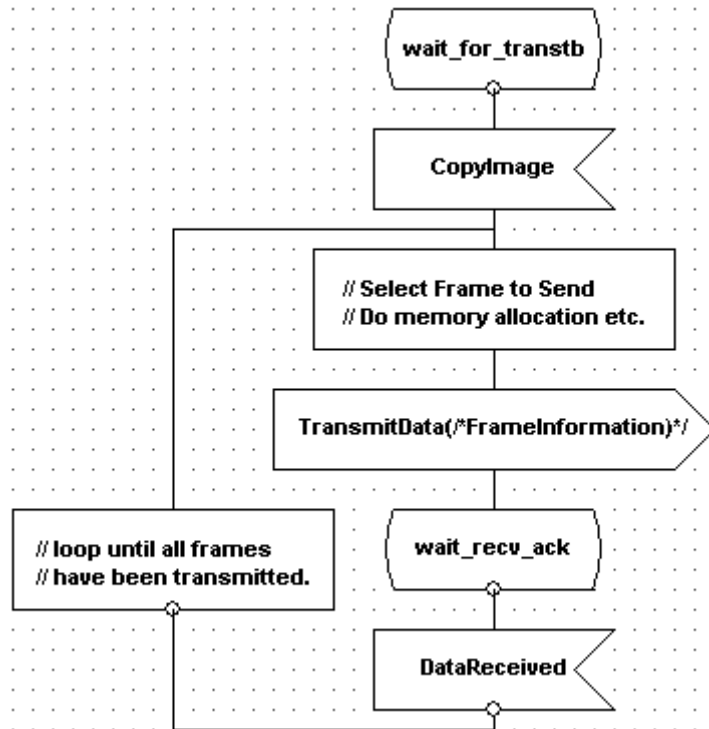 wait_for_transtb
CopyImage
// Select Frame to Send
// Do memory allocation etc.
TransmitData(/*FrameInformation)*/
// loop until all frames
// have been transmitted.
wait_recv_ack
DataReceived